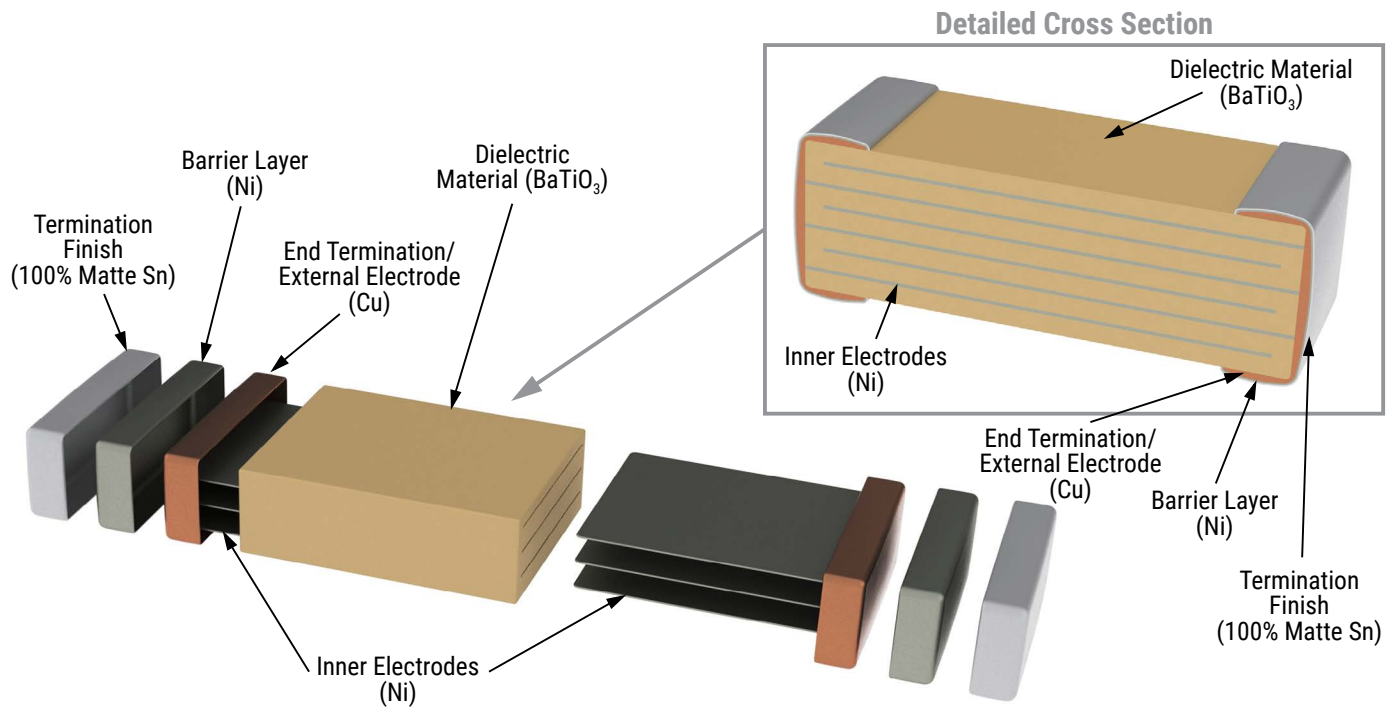 Detailed Cross Section
Dielectric Material
(BaTiO₃)
Inner Electrodes
(Ni)
End Termination/
External Electrode
(Cu)
Barrier Layer
(Ni)
Termination
Finish
(100% Matte Sn)
Termination
Finish
(100% Matte Sn)
Barrier Layer
(Ni)
End Termination/
External Electrode
(Cu)
Dielectric
Material (BaTiO₃)
Inner Electrodes
(Ni)